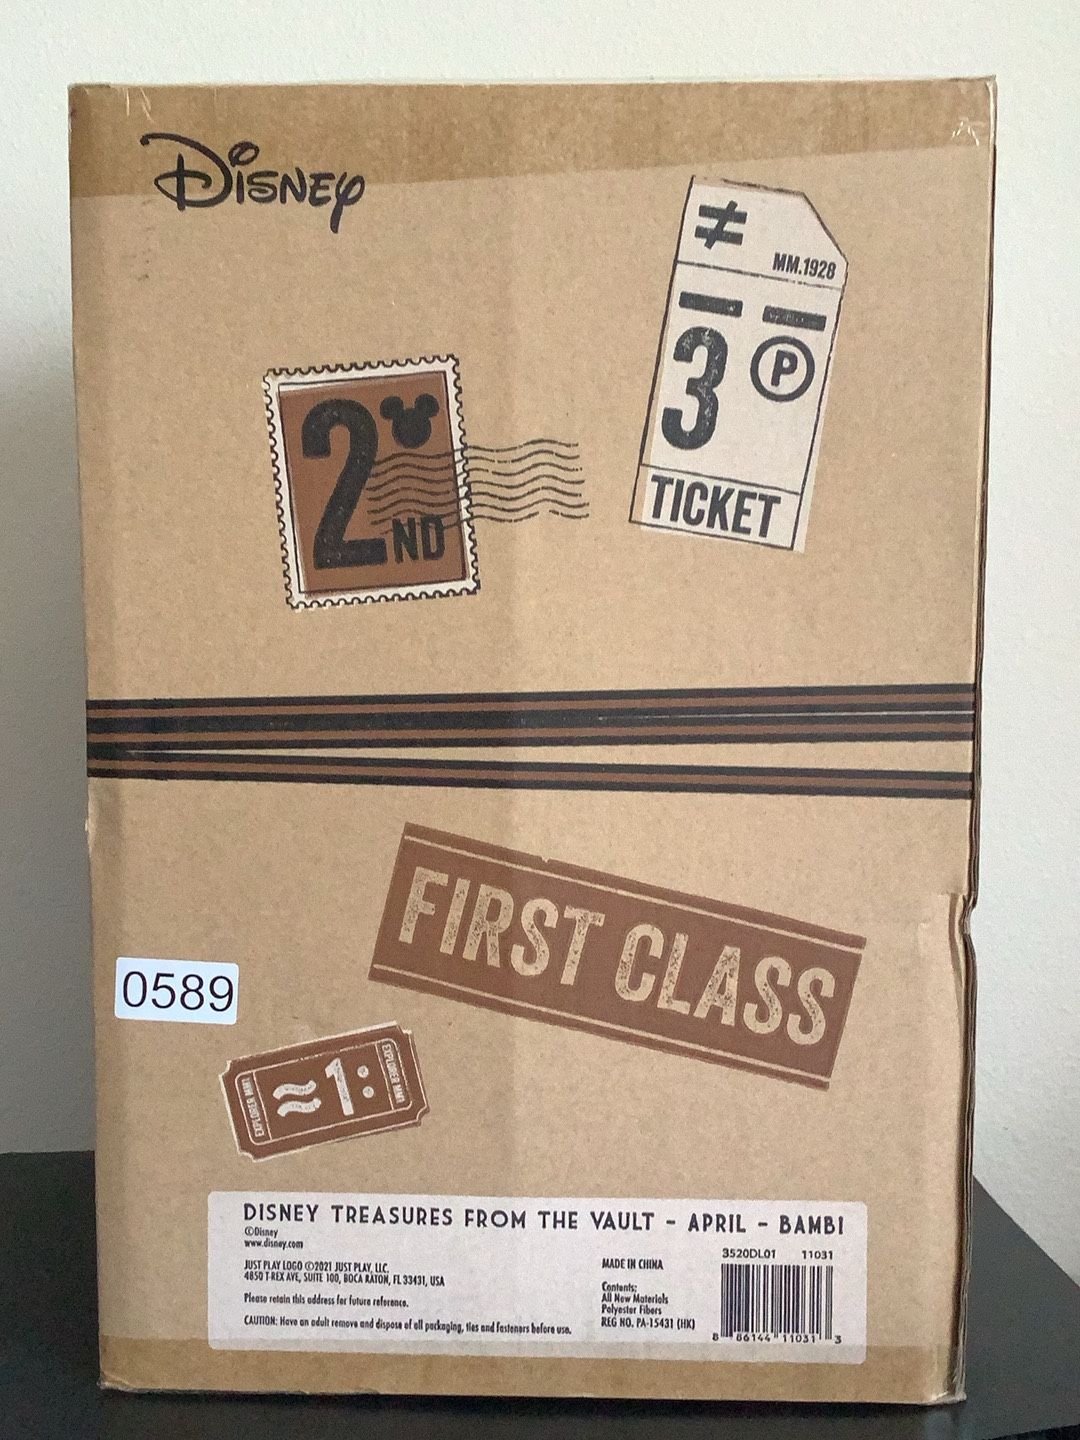 DISNEY
≠
MM.1928
3 P
TICKET
2ND
FIRST CLASS
0589
EXPLORER MM1
≈ 1:
EXPLORER MM1
DISNEY TREASURES FROM THE VAULT - APRIL - BAMBI
©Disney
www.disney.com
JUST PLAY LOGO ©2021 JUST PLAY, LLC.
4850 T-REX AVE, SUITE 100, BOCA RATON, FL 33431, USA
Please retain this address for future reference.
CAUTION: Have an adult remove and dispose of all packaging, ties and fasteners before use.
MADE IN CHINA
Contents:
All New Materials
Polyester Fibers
REG NO. PA-15431 (HK)
3520DL01 11031
8 86144 11031 3